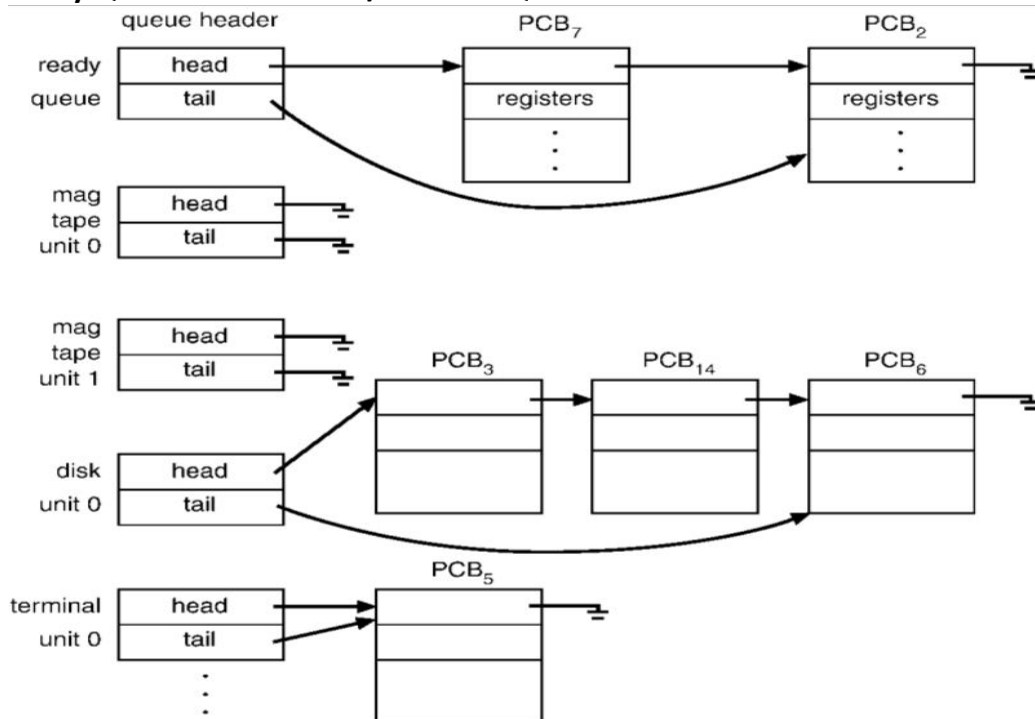 queue header
PCB7
PCB2
ready
queue
head
tail
registers
registers
mag
tape
unit 0
head
tail
mag
tape
unit 1
head
tail
PCB3
PCB14
PCB6
disk
unit 0
head
tail
PCB5
terminal
unit 0
head
tail